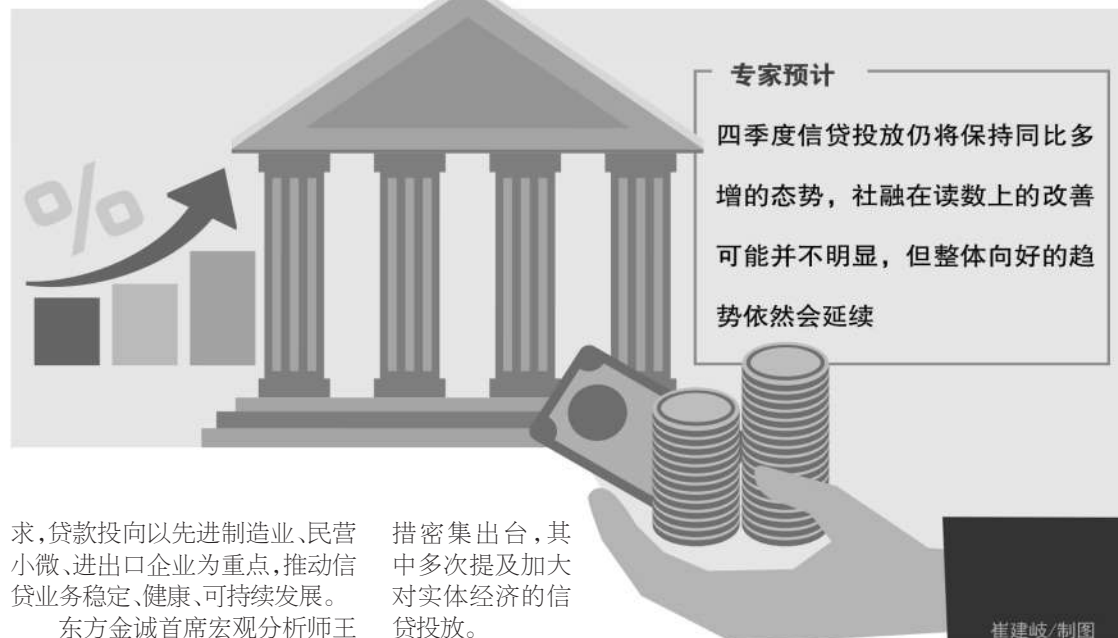 %
专家预计
四季度信贷投放仍将保持同比多
增的态势，社融在读数上的改善
可能并不明显，但整体向好的趋
势依然会延续
求,贷款投向以先进制造业、民营
小微、进出口企业为重点,推动信
贷业务稳定、健康、可持续发展。
东方金诚首席宏观分析师王
措密集出台,其
中多次提及加大
对实体经济的信
贷投放。
崔建岐/制图